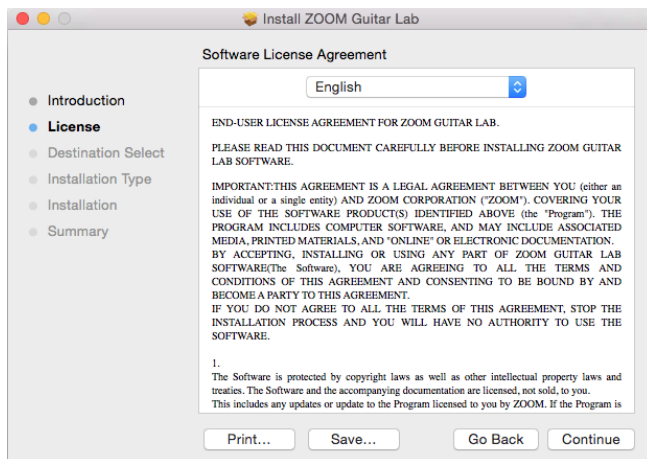 Install ZOOM Guitar Lab
Software License Agreement
Introduction
License
Destination Select
Installation Type
Installation
Summary
English
END-USER LICENSE AGREEMENT FOR ZOOM GUITAR LAB.
PLEASE READ THIS DOCUMENT CAREFULLY BEFORE INSTALLING ZOOM GUITAR
LAB SOFTWARE.
IMPORTANT:THIS AGREEMENT IS A LEGAL AGREEMENT BETWEEN YOU (either an
individual or a single entity) AND ZOOM CORPORATION ("ZOOM"). COVERING YOUR
USE OF THE SOFTWARE PRODUCT(S) IDENTIFIED ABOVE (the "Program"). THE
PROGRAM INCLUDES COMPUTER SOFTWARE, AND MAY INCLUDE ASSOCIATED
MEDIA, PRINTED MATERIALS, AND "ONLINE" OR ELECTRONIC DOCUMENTATION.
BY ACCEPTING, INSTALLING OR USING ANY PART OF ZOOM GUITAR LAB
SOFTWARE(The Software), YOU ARE AGREEING TO ALL THE TERMS AND
CONDITIONS OF THIS AGREEMENT AND CONSENTING TO BE BOUND BY AND
BECOME A PARTY TO THIS AGREEMENT.
IF YOU DO NOT AGREE TO ALL THE TERMS OF THIS AGREEMENT, STOP THE
INSTALLATION PROCESS AND YOU WILL HAVE NO AUTHORITY TO USE THE
SOFTWARE.
1.
The Software is protected by copyright laws as well as other intellectual property laws and
treaties. The Software and the accompanying documentation are licensed, not sold, to you.
This includes any updates or update to the Program licensed to you by ZOOM. If the Program is
Print...
Save...
Go Back
Continue